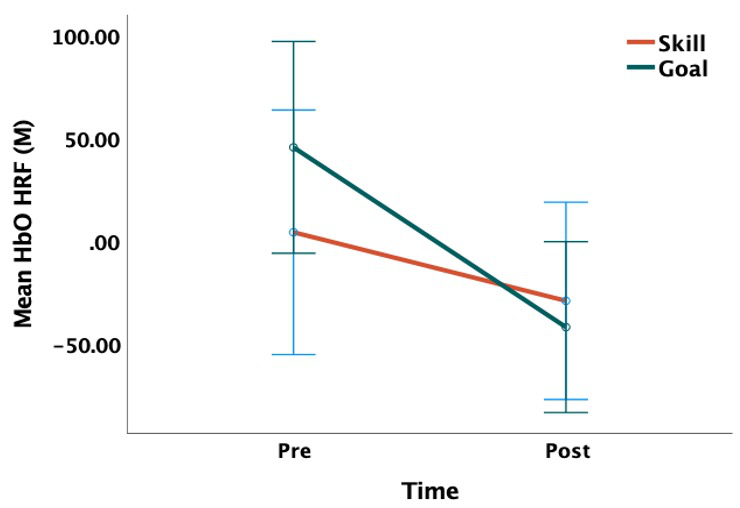 100.00
50.00
.00
−50.00
Mean HbO HRF (M)
Skill
Goal
Pre
Post
Time